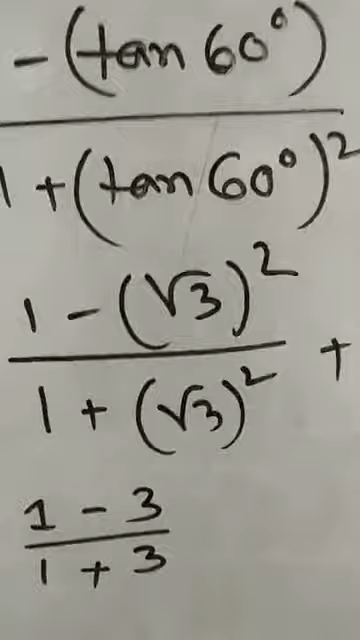 - (tan 60°)
1 + (tan 60°)²
1 - (√3)²
+
1 + (√3)²
1 - 3
1 + 3